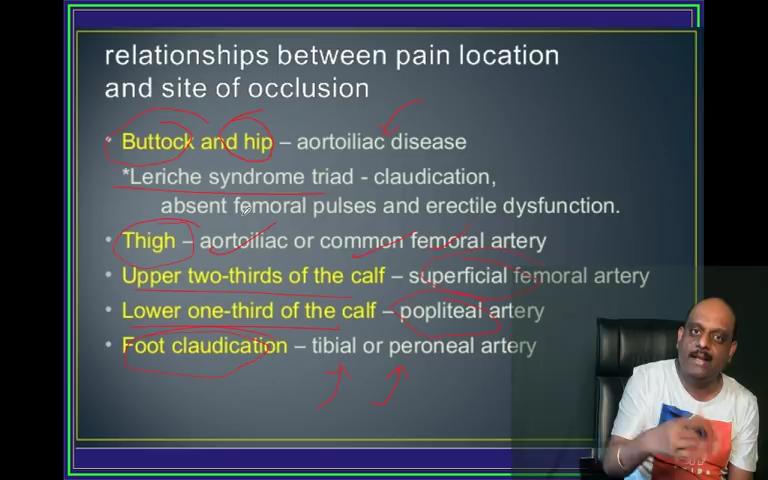 relationships between pain location
and site of occlusion
• Buttock and hip – aortoiliac disease
*Leriche syndrome triad - claudication,
absent femoral pulses and erectile dysfunction.
• Thigh – aortoiliac or common femoral artery
• Upper two-thirds of the calf – superficial femoral artery
• Lower one-third of the calf – popliteal artery
• Foot claudication – tibial or peroneal artery